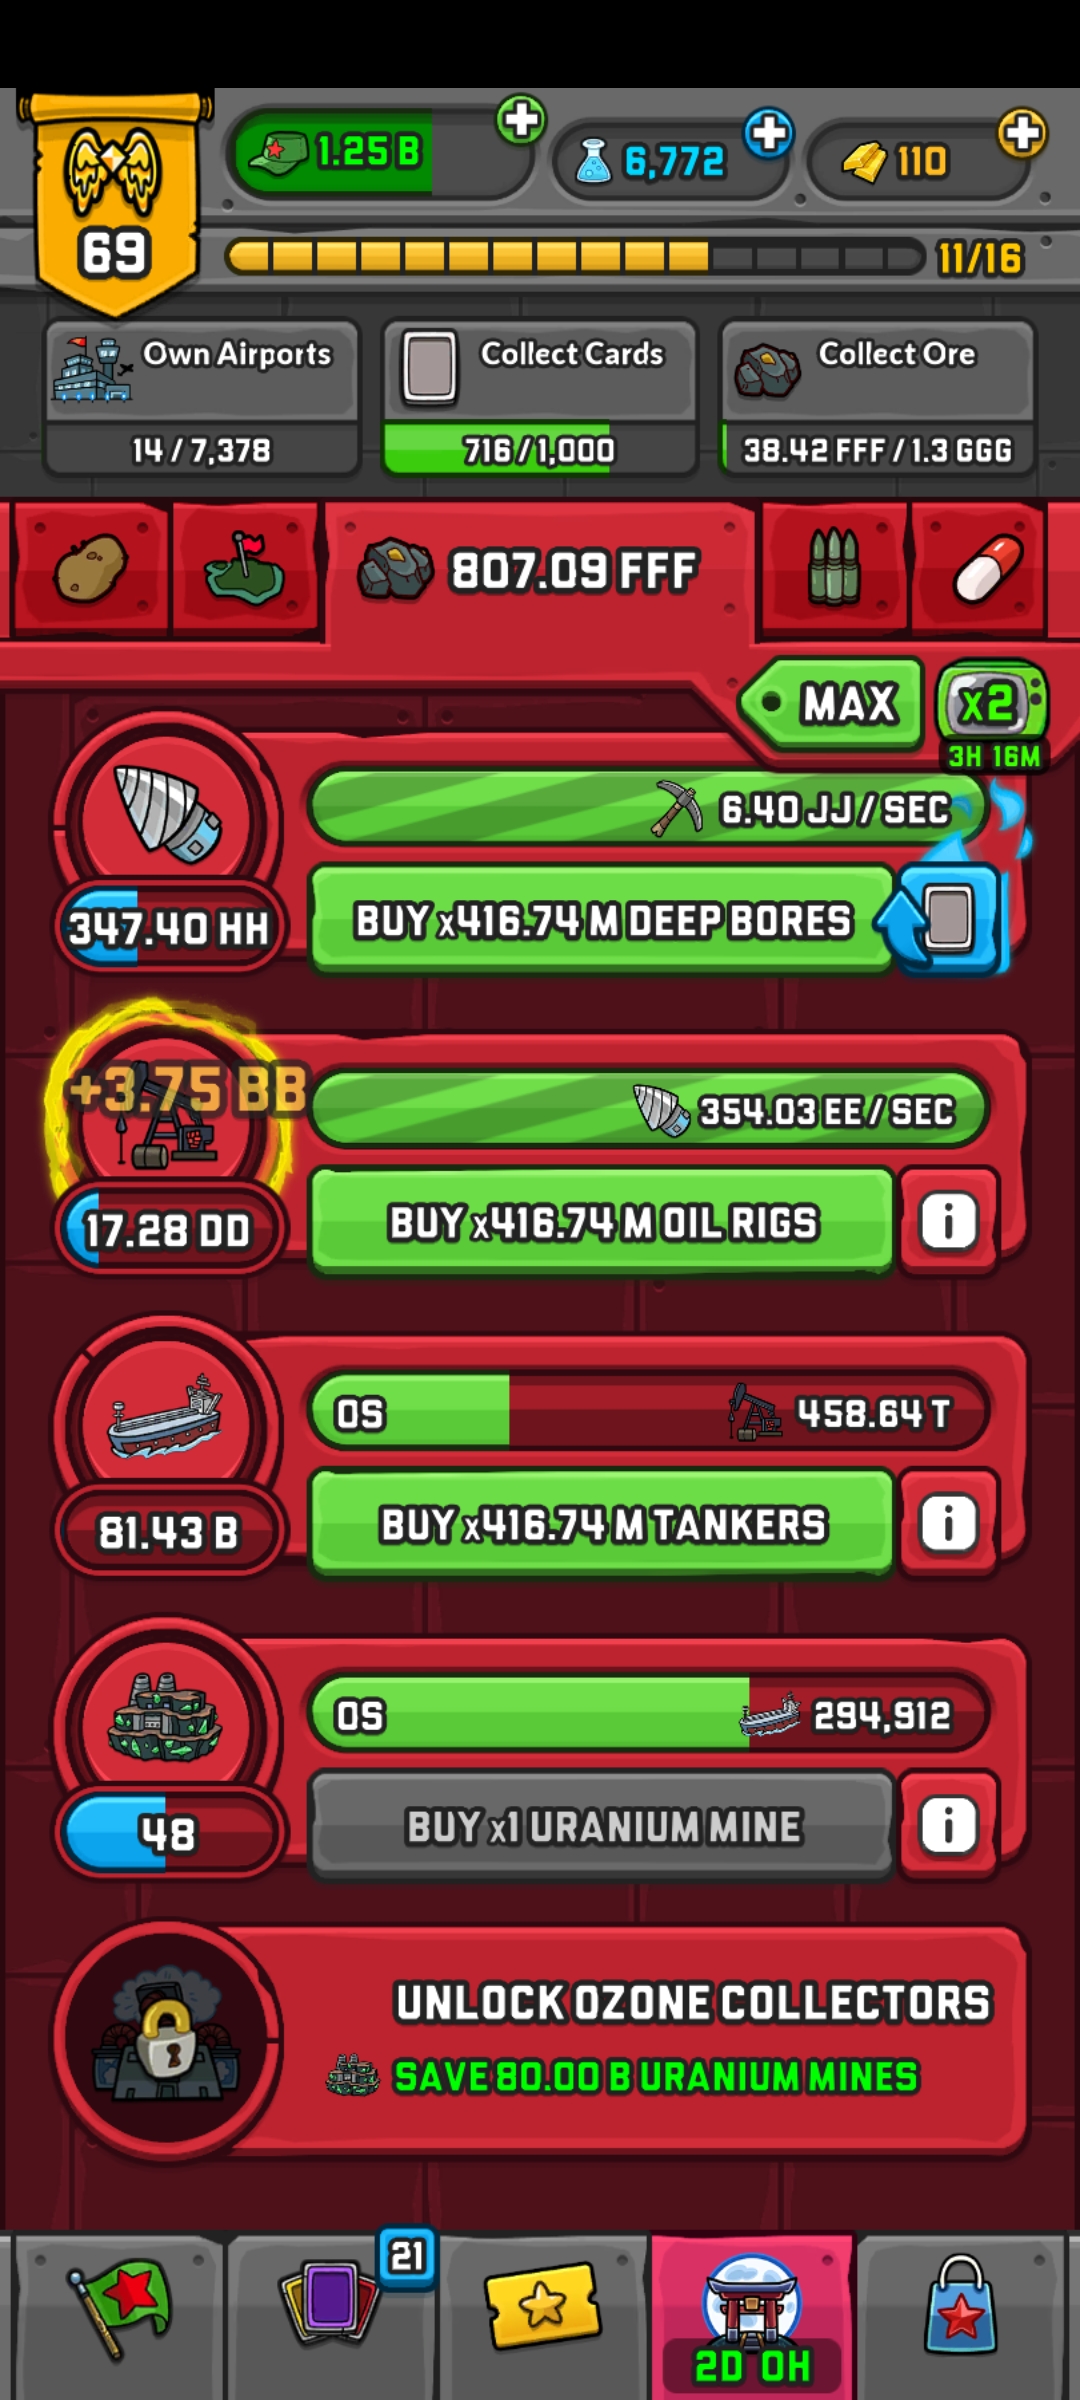 69
1.25 B
6,772
110
11/16
Own Airports
14 / 7,378
Collect Cards
716 / 1,000
Collect Ore
38.42 FFF / 1.3 GGG
807.09 FFF
MAX
x2
3H 16M
6.40 JJ / SEC
347.40 HH
BUY x416.74 M DEEP BORES
+3.75 BB
354.03 EE / SEC
17.28 DD
BUY x416.74 M OIL RIGS
i
0S
458.64 T
81.43 B
BUY x416.74 M TANKERS
i
0S
294,912
48
BUY x1 URANIUM MINE
i
UNLOCK OZONE COLLECTORS
SAVE 80.00 B URANIUM MINES
21
2D 0H